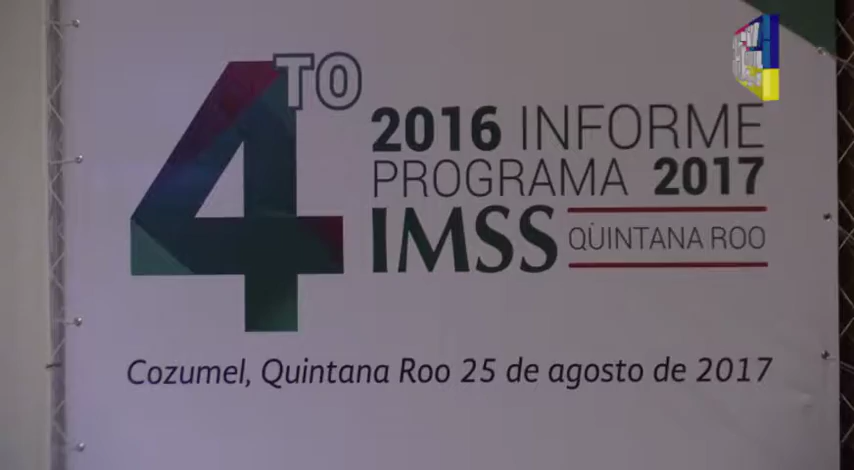 4TO
2016 INFORME
PROGRAMA 2017
IMSS QUINTANA ROO
Cozumel, Quintana Roo 25 de agosto de 2017